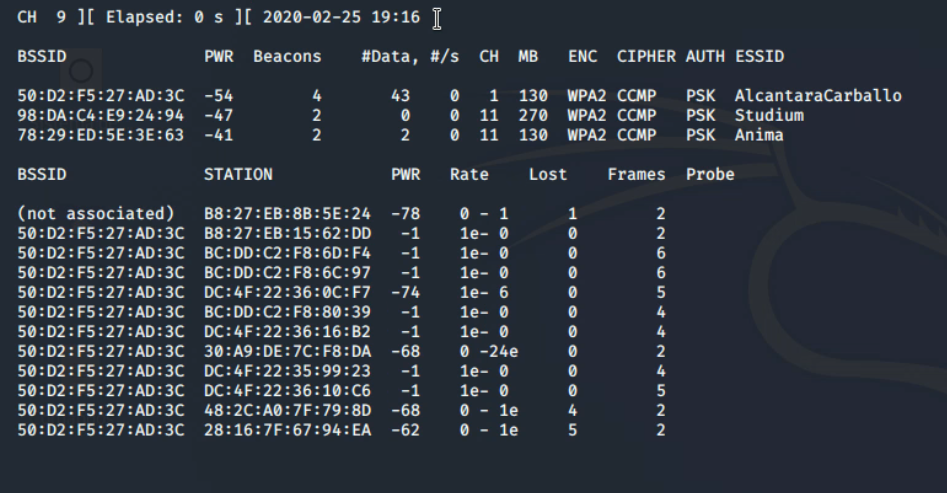 CH  9 ][ Elapsed: 0 s ][ 2020-02-25 19:16
BSSID              PWR  Beacons    #Data, #/s  CH  MB   ENC  CIPHER AUTH ESSID
50:D2:F5:27:AD:3C  -54        4       43    0   1  130  WPA2 CCMP   PSK  AlcantaraCarballo
98:DA:C4:E9:24:94  -47        2        0    0  11  270  WPA2 CCMP   PSK  Studium
78:29:ED:5E:3E:63  -41        2        2    0  11  130  WPA2 CCMP   PSK  Anima
BSSID              STATION            PWR   Rate    Lost    Frames  Probe
(not associated)   B8:27:EB:8B:5E:24  -78    0 - 1      1        2
50:D2:F5:27:AD:3C  B8:27:EB:15:62:DD   -1    1e- 0      0        2
50:D2:F5:27:AD:3C  BC:DD:C2:F8:6D:F4   -1    1e- 0      0        6
50:D2:F5:27:AD:3C  BC:DD:C2:F8:6C:97   -1    1e- 0      0        6
50:D2:F5:27:AD:3C  DC:4F:22:36:0C:F7  -74    1e- 6      0        5
50:D2:F5:27:AD:3C  BC:DD:C2:F8:80:39   -1    1e- 0      0        4
50:D2:F5:27:AD:3C  DC:4F:22:36:16:B2   -1    1e- 0      0        4
50:D2:F5:27:AD:3C  30:A9:DE:7C:F8:DA  -68    0 -24e     0        2
50:D2:F5:27:AD:3C  DC:4F:22:35:99:23   -1    1e- 0      0        4
50:D2:F5:27:AD:3C  DC:4F:22:36:10:C6   -1    1e- 0      0        5
50:D2:F5:27:AD:3C  48:2C:A0:7F:79:8D  -68    0 - 1e     4        2
50:D2:F5:27:AD:3C  28:16:7F:67:94:EA  -62    0 - 1e     5        2